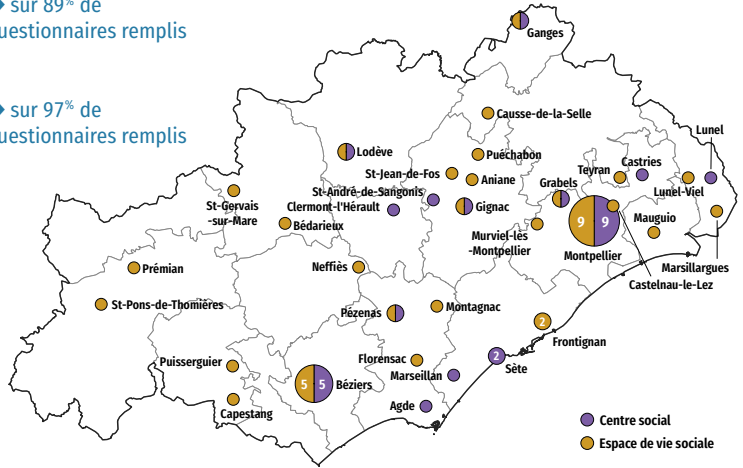 sur 89% de
uestionnaires remplis
sur 97% de
uestionnaires remplis
Ganges
Causse-de-la-Selle
Lunel
Lodève
Puéchabon
Castries
St-Jean-de-Fos
Teyran
Aniane
Grabels
St-André-de-Sangonis
Lunel-Viel
St-Gervais
-sur-Mare
Clermont-l'Hérault
Gignac
Bédarieux
9 9
Mauguio
Murviel-lès
-Montpellier
Montpellier
Marsillargues
Prémian
Neffiès
Castelnau-le-Lez
St-Pons-de-Thomières
Montagnac
Pézenas
2
Frontignan
Puisserguier
Florensac
2
Sète
5 5
Béziers
Marseillan
Capestang
Agde
Centre social
Espace de vie sociale